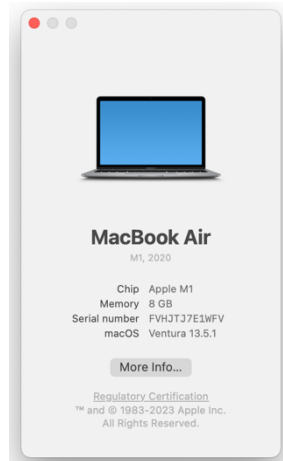 MacBook Air
M1, 2020
Chip Apple M1
Memory 8 GB
Serial number FVHJTJ7E1WFV
macOS Ventura 13.5.1
More Info...
Regulatory Certification
™ and © 1983-2023 Apple Inc.
All Rights Reserved.